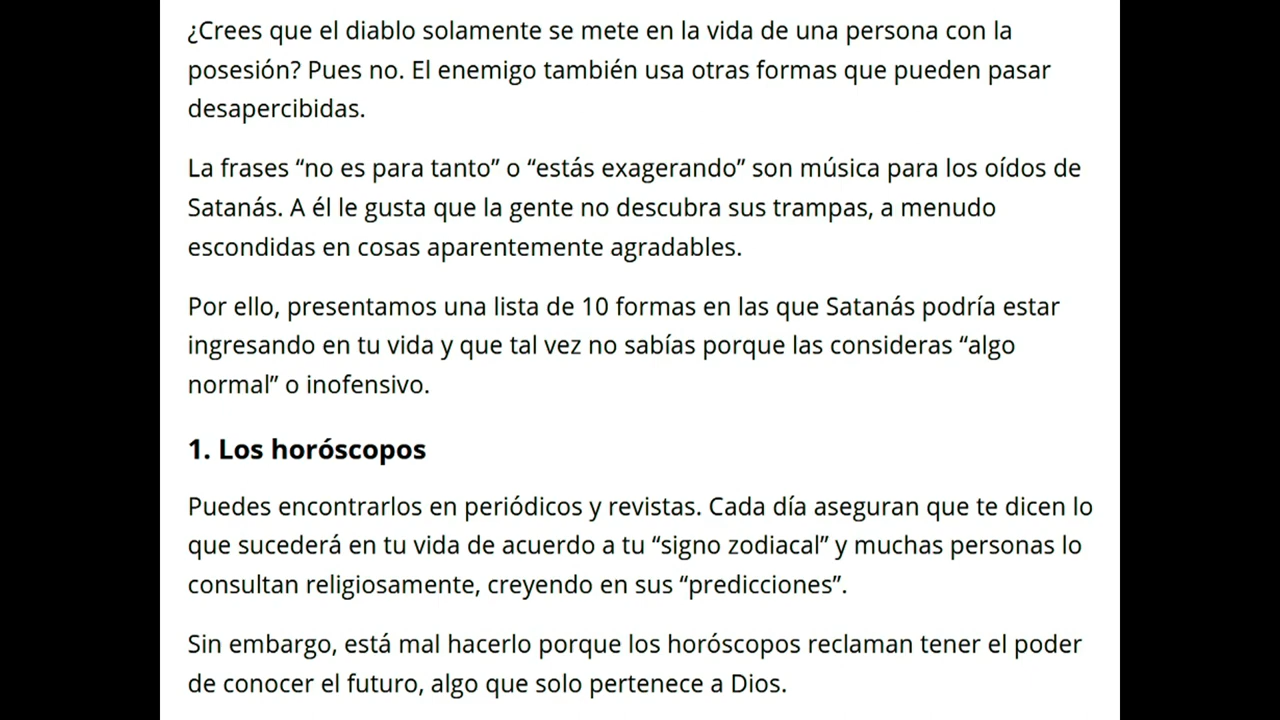 ¿Crees que el diablo solamente se mete en la vida de una persona con la
posesión? Pues no. El enemigo también usa otras formas que pueden pasar
desapercibidas.
La frases “no es para tanto” o “estás exagerando” son música para los oídos de
Satanás. A él le gusta que la gente no descubra sus trampas, a menudo
escondidas en cosas aparentemente agradables.
Por ello, presentamos una lista de 10 formas en las que Satanás podría estar
ingresando en tu vida y que tal vez no sabías porque las consideras “algo
normal” o inofensivo.
1. Los horóscopos
Puedes encontrarlos en periódicos y revistas. Cada día aseguran que te dicen lo
que sucederá en tu vida de acuerdo a tu “signo zodiacal” y muchas personas lo
consultan religiosamente, creyendo en sus “predicciones”.
Sin embargo, está mal hacerlo porque los horóscopos reclaman tener el poder
de conocer el futuro, algo que solo pertenece a Dios.